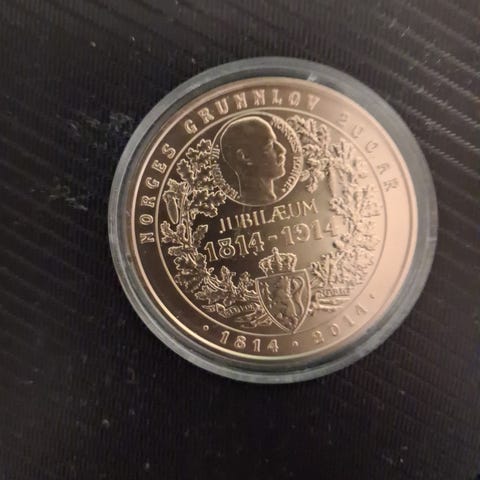 NORGES GRUNNLOV 200 ÅR
JUBILÆUM
1814-1914
· 1814 · 2014 ·